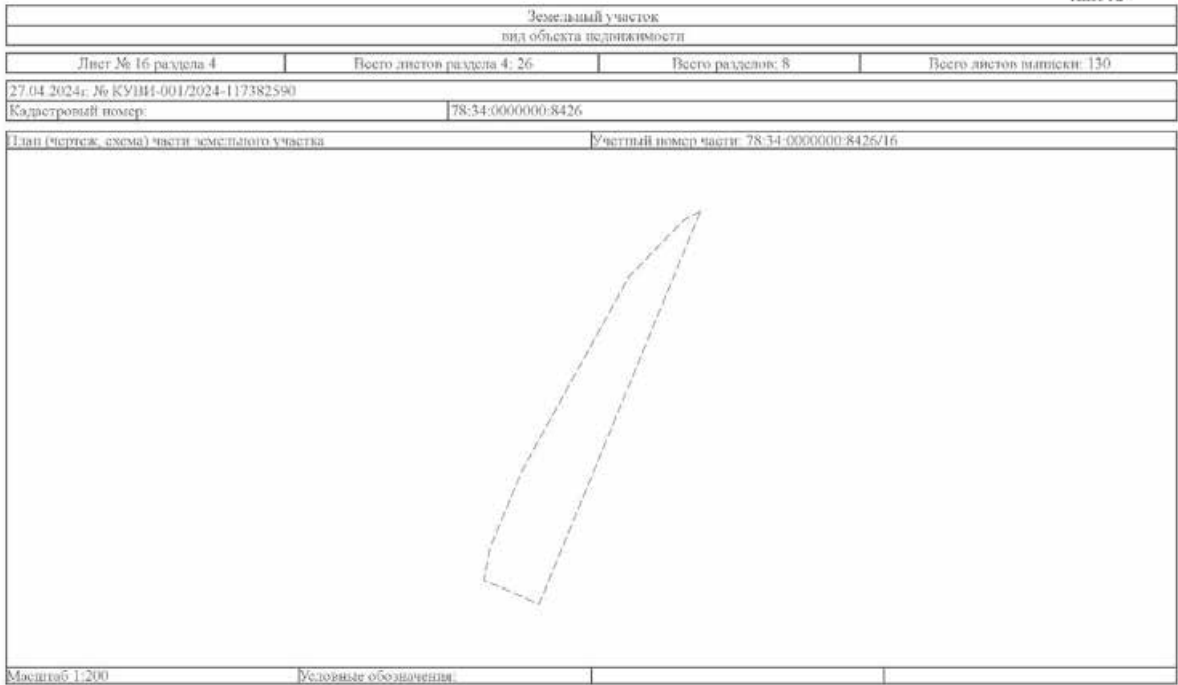 Земельный участок
вид объекта недвижимости
Лист № 16 раздела 4 Всего листов раздела 4: 26 Всего разделов: 8 Всего листов выписки: 130
27.04.2024г. № КУВИ-001/2024-117382590
Кадастровый номер: 78:34:0000000:8426
План (чертеж, схема) части земельного участка Учетный номер части: 78:34:0000000:8426/16
Масштаб 1:200 Условные обозначения: